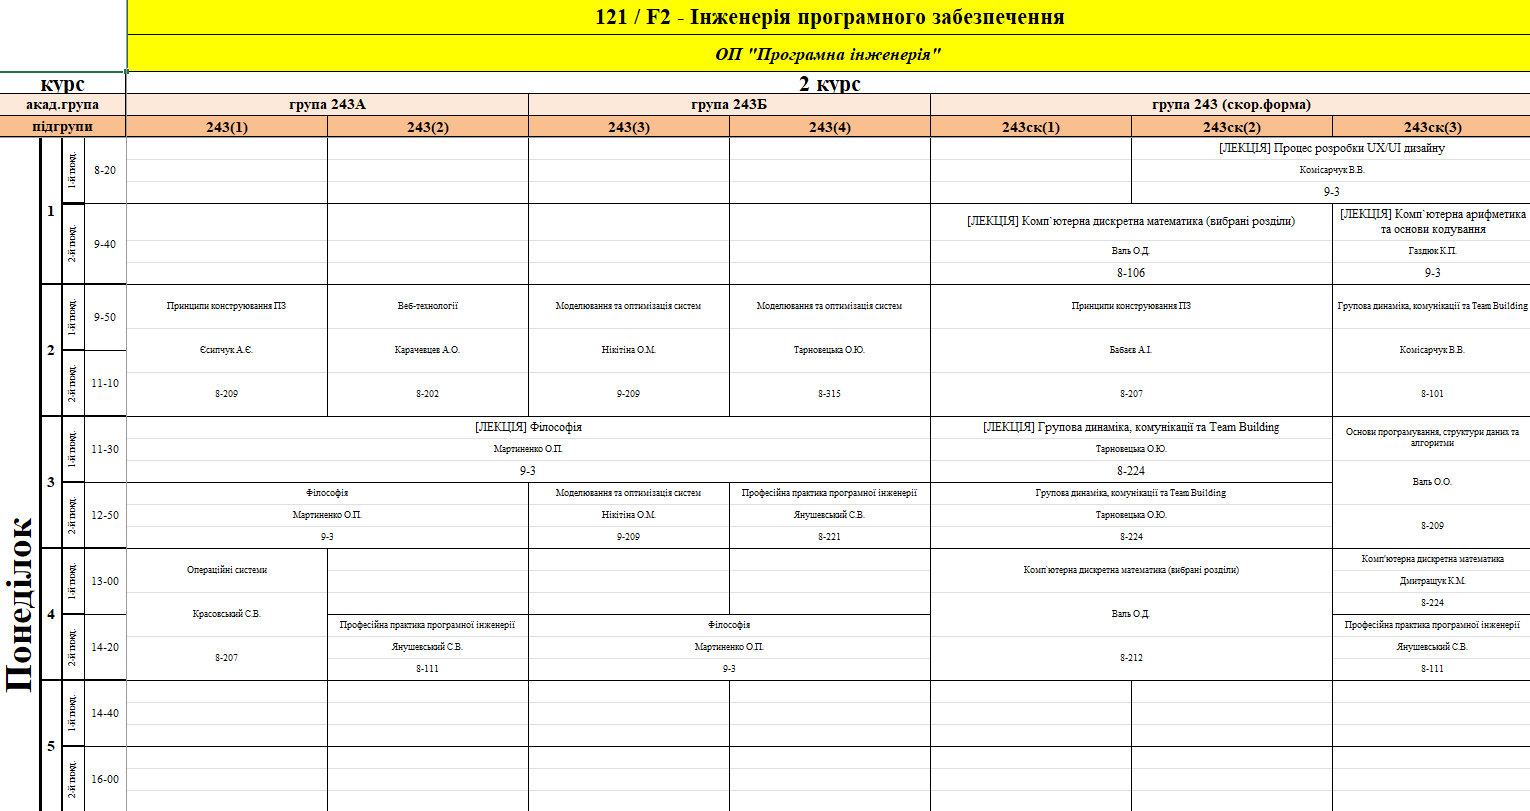 121 / F2 - Інженерія програмного забезпечення
ОП "Програмна інженерія"
курс
2 курс
акад.група
група 243А
група 243Б
група 243 (скор.форма)
підгрупи
243(1)
243(2)
243(3)
243(4)
243ск(1)
243ск(2)
243ск(3)
Понеділок
1
1-й тижд.
8-20
[ЛЕКЦІЯ] Процес розробки UX/UI дизайну
Комісарчук В.В.
9-3
2-й тижд.
9-40
[ЛЕКЦІЯ] Комп`ютерна дискретна математика (вибрані розділи)
Валь О.Д.
8-106
[ЛЕКЦІЯ] Комп`ютерна арифметика
та основи кодування
Газдюк К.П.
9-3
2
1-й тижд.
9-50
2-й тижд.
11-10
Принципи конструювання ПЗ
Єсипчук А.Є.
8-209
Веб-технології
Карачевцев А.О.
8-202
Моделювання та оптимізація систем
Нікітіна О.М.
9-209
Моделювання та оптимізація систем
Тарновецька О.Ю.
8-315
Принципи конструювання ПЗ
Бабаєв А.І.
8-207
Групова динаміка, комунікації та Team Building
Комісарчук В.В.
8-101
3
1-й тижд.
11-30
[ЛЕКЦІЯ] Філософія
Мартиненко О.П.
9-3
[ЛЕКЦІЯ] Групова динаміка, комунікації та Team Building
Тарновецька О.Ю.
8-224
Основи програмування, структури даних та
алгоритми
Валь О.О.
8-209
2-й тижд.
12-50
Філософія
Мартиненко О.П.
9-3
Моделювання та оптимізація систем
Нікітіна О.М.
9-209
Професійна практика програмної інженерії
Янушевський С.В.
8-221
Групова динаміка, комунікації та Team Building
Тарновецька О.Ю.
8-224
4
1-й тижд.
13-00
Операційні системи
Красовський С.В.
8-207
Комп'ютерна дискретна математика (вибрані розділи)
Валь О.Д.
8-212
Комп'ютерна дискретна математика
Дмитращук К.М.
8-224
2-й тижд.
14-20
Професійна практика програмної інженерії
Янушевський С.В.
8-111
Філософія
Мартиненко О.П.
9-3
Професійна практика програмної інженерії
Янушевський С.В.
8-111
5
1-й тижд.
14-40
2-й тижд.
16-00